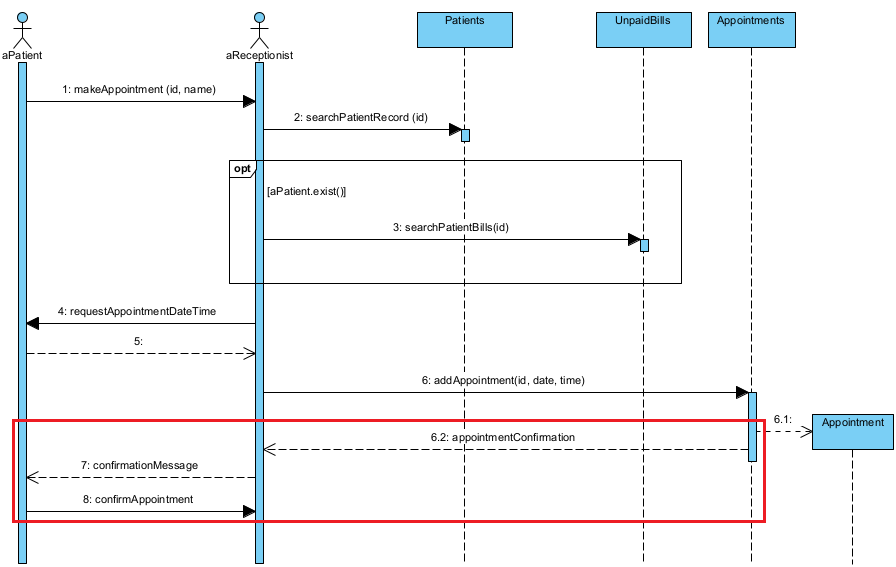 Patients
UnpaidBills
Appointments
aPatient
aReceptionist
1: makeAppointment (id, name)
2: searchPatientRecord (id)
opt
[aPatient.exist()]
3: searchPatientBills(id)
4: requestAppointmentDateTime
5:
6: addAppointment(id, date, time)
6.1:
Appointment
6.2: appointmentConfirmation
7: confirmationMessage
8: confirmAppointment